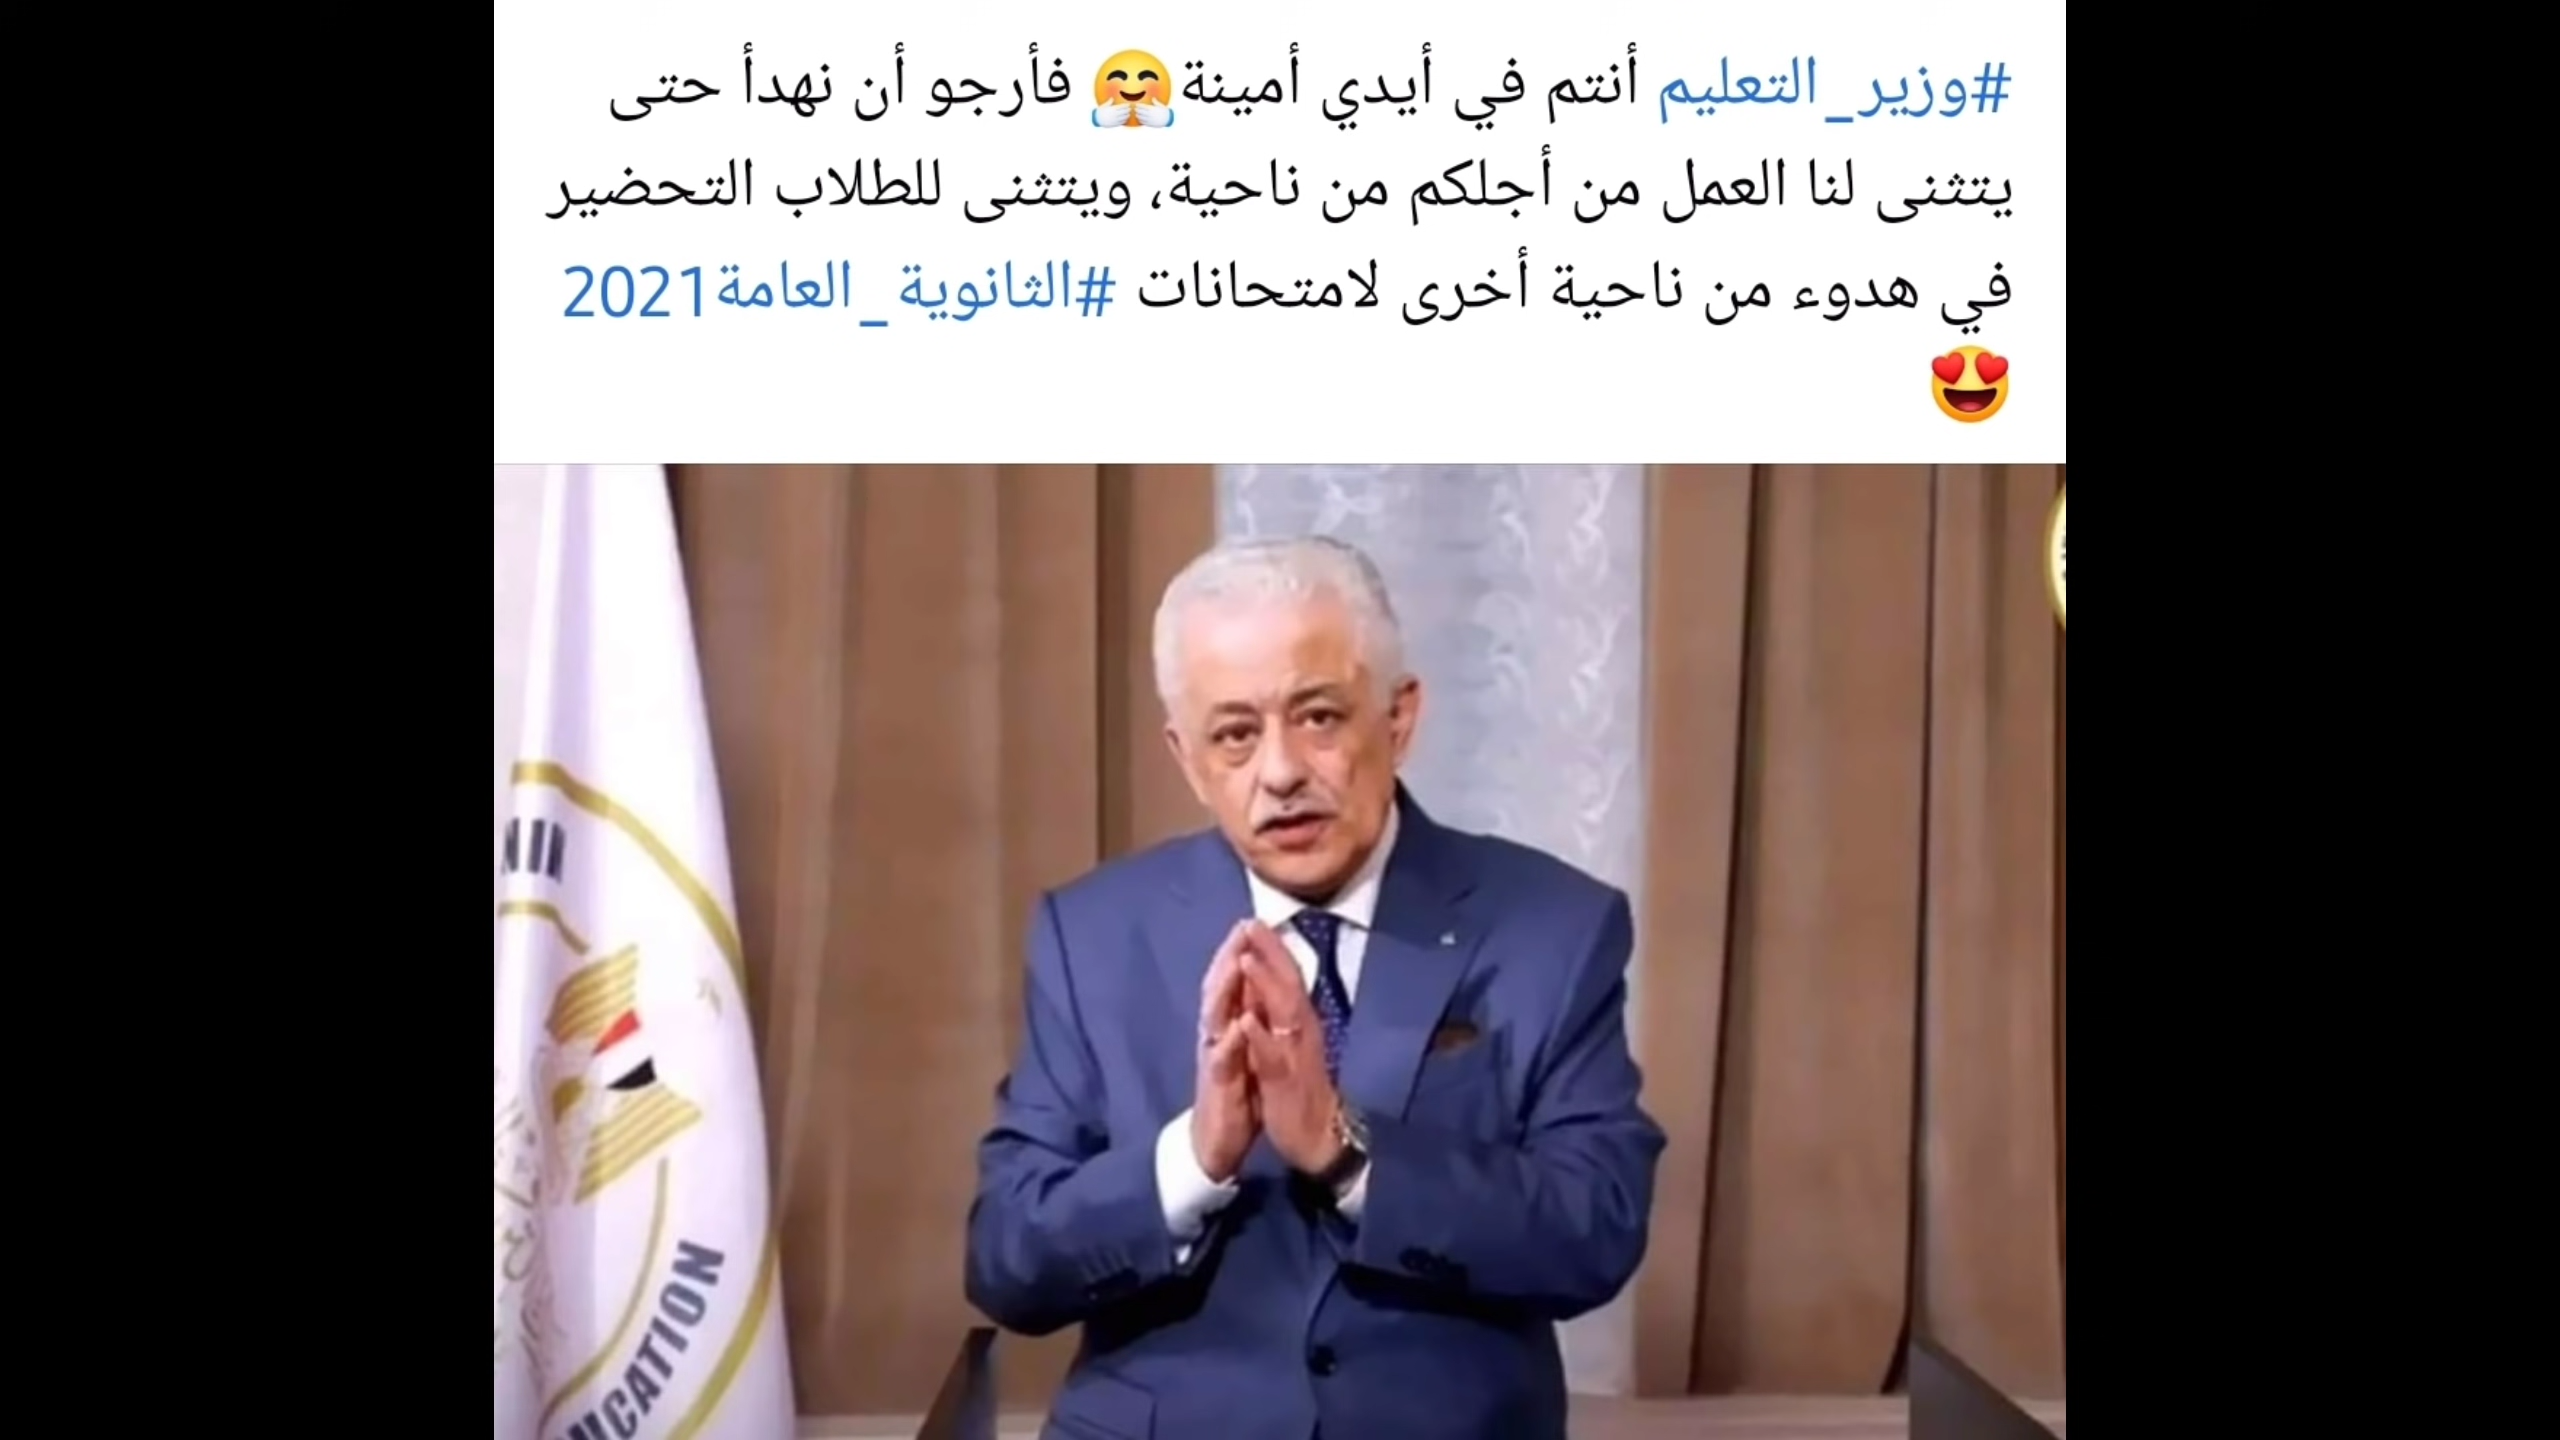 #وزير_التعليم أنتم في أيدي أمينة🤗 فأرجو أن نهدأ حتى
يتثنى لنا العمل من أجلكم من ناحية، ويتثنى للطلاب التحضير
في هدوء من ناحية أخرى لامتحانات #الثانوية_العامة2021
😍
UCATION